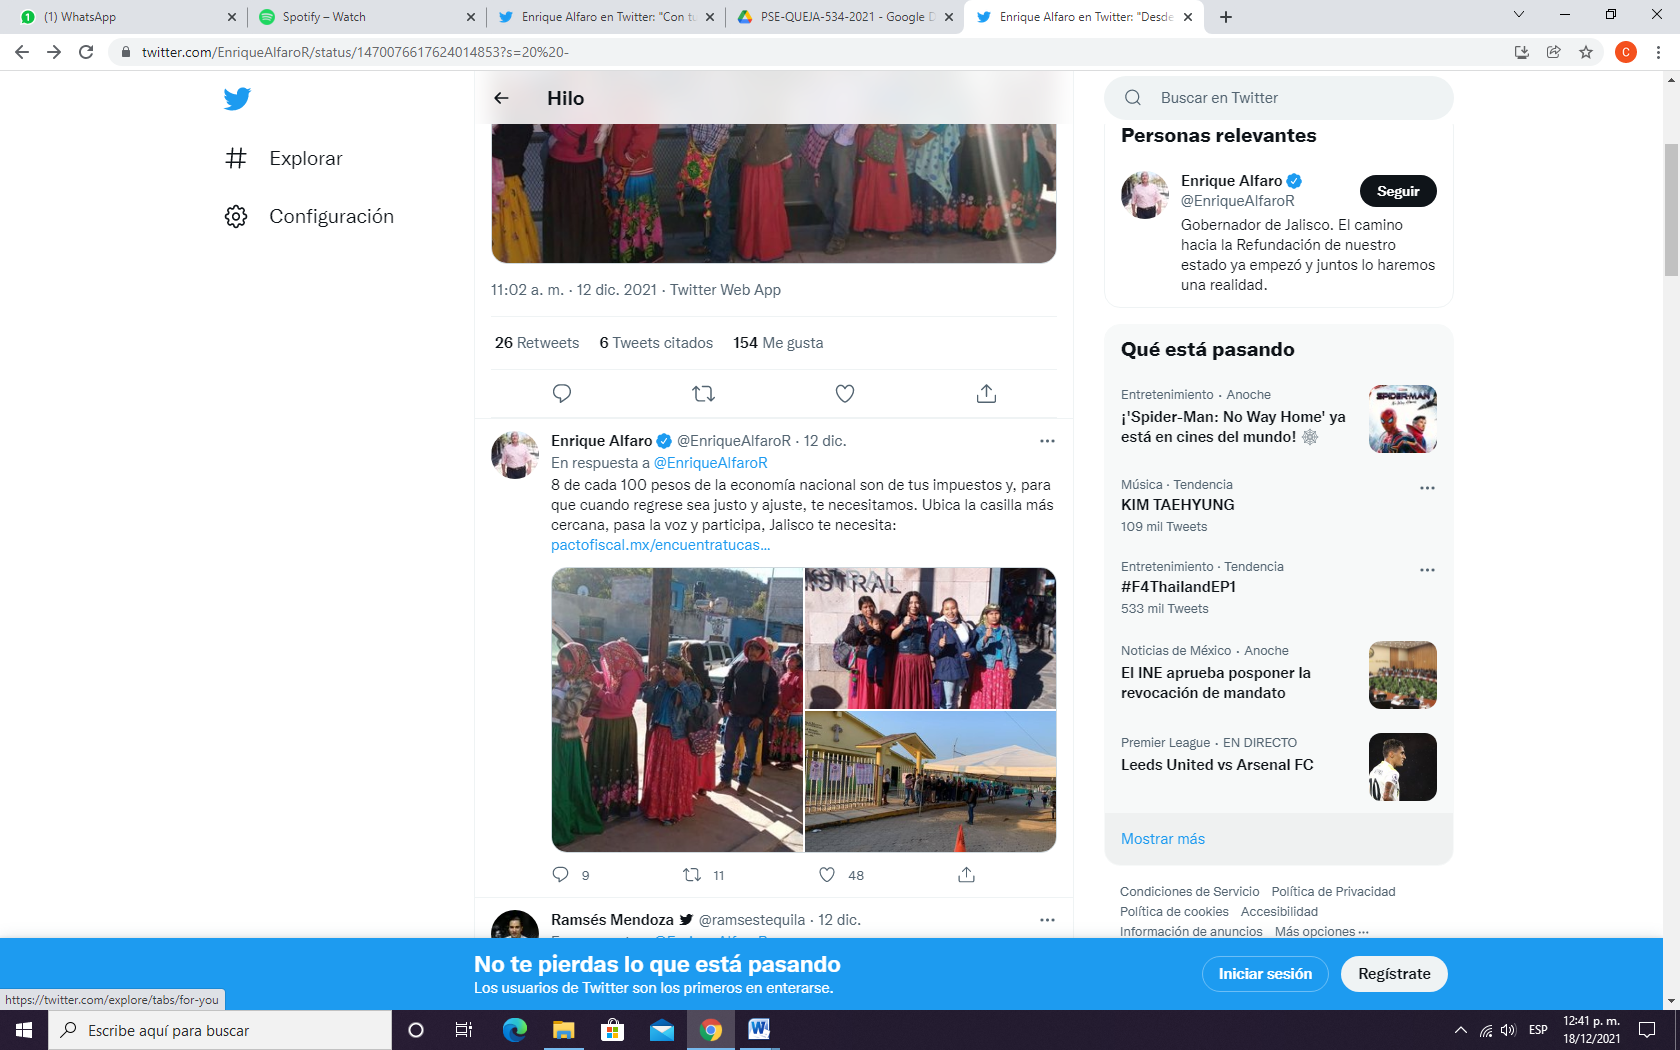 (1) WhatsApp
Spotify – Watch
Enrique Alfaro en Twitter: "Con tu
PSE-QUEJA-534-2021 - Google D
Enrique Alfaro en Twitter: "Desde
twitter.com/EnriqueAlfaroR/status/1470076617624014853?s=20%20-
C
Explorar
Configuración
Hilo
11:02 a. m. · 12 dic. 2021 · Twitter Web App
26 Retweets 6 Tweets citados 154 Me gusta
Enrique Alfaro @EnriqueAlfaroR · 12 dic.
En respuesta a @EnriqueAlfaroR
8 de cada 100 pesos de la economía nacional son de tus impuestos y, para
que cuando regrese sea justo y ajuste, te necesitamos. Ubica la casilla más
cercana, pasa la voz y participa, Jalisco te necesita:
pactofiscal.mx/encuentratucas...
ISTRAL
9 11 48
Ramsés Mendoza @ramsestequila · 12 dic.
Buscar en Twitter
Personas relevantes
Enrique Alfaro
@EnriqueAlfaroR
Seguir
Gobernador de Jalisco. El camino
hacia la Refundación de nuestro
estado ya empezó y juntos lo haremos
una realidad.
Qué está pasando
Entretenimiento · Anoche
¡'Spider-Man: No Way Home' ya
está en cines del mundo!
SPIDER-MAN
Música · Tendencia
KIM TAEHYUNG
109 mil Tweets
Entretenimiento · Tendencia
#F4ThailandEP1
533 mil Tweets
Noticias de México · Anoche
El INE aprueba posponer la
revocación de mandato
Premier League · EN DIRECTO
Leeds United vs Arsenal FC
Mostrar más
Condiciones de Servicio Política de Privacidad
Política de cookies Accesibilidad
Información de anuncios Más opciones ···
No te pierdas lo que está pasando
Los usuarios de Twitter son los primeros en enterarse.
Iniciar sesión
Regístrate
https://twitter.com/explore/tabs/for-you
Escribe aquí para buscar
ESP
12:41 p. m.
18/12/2021